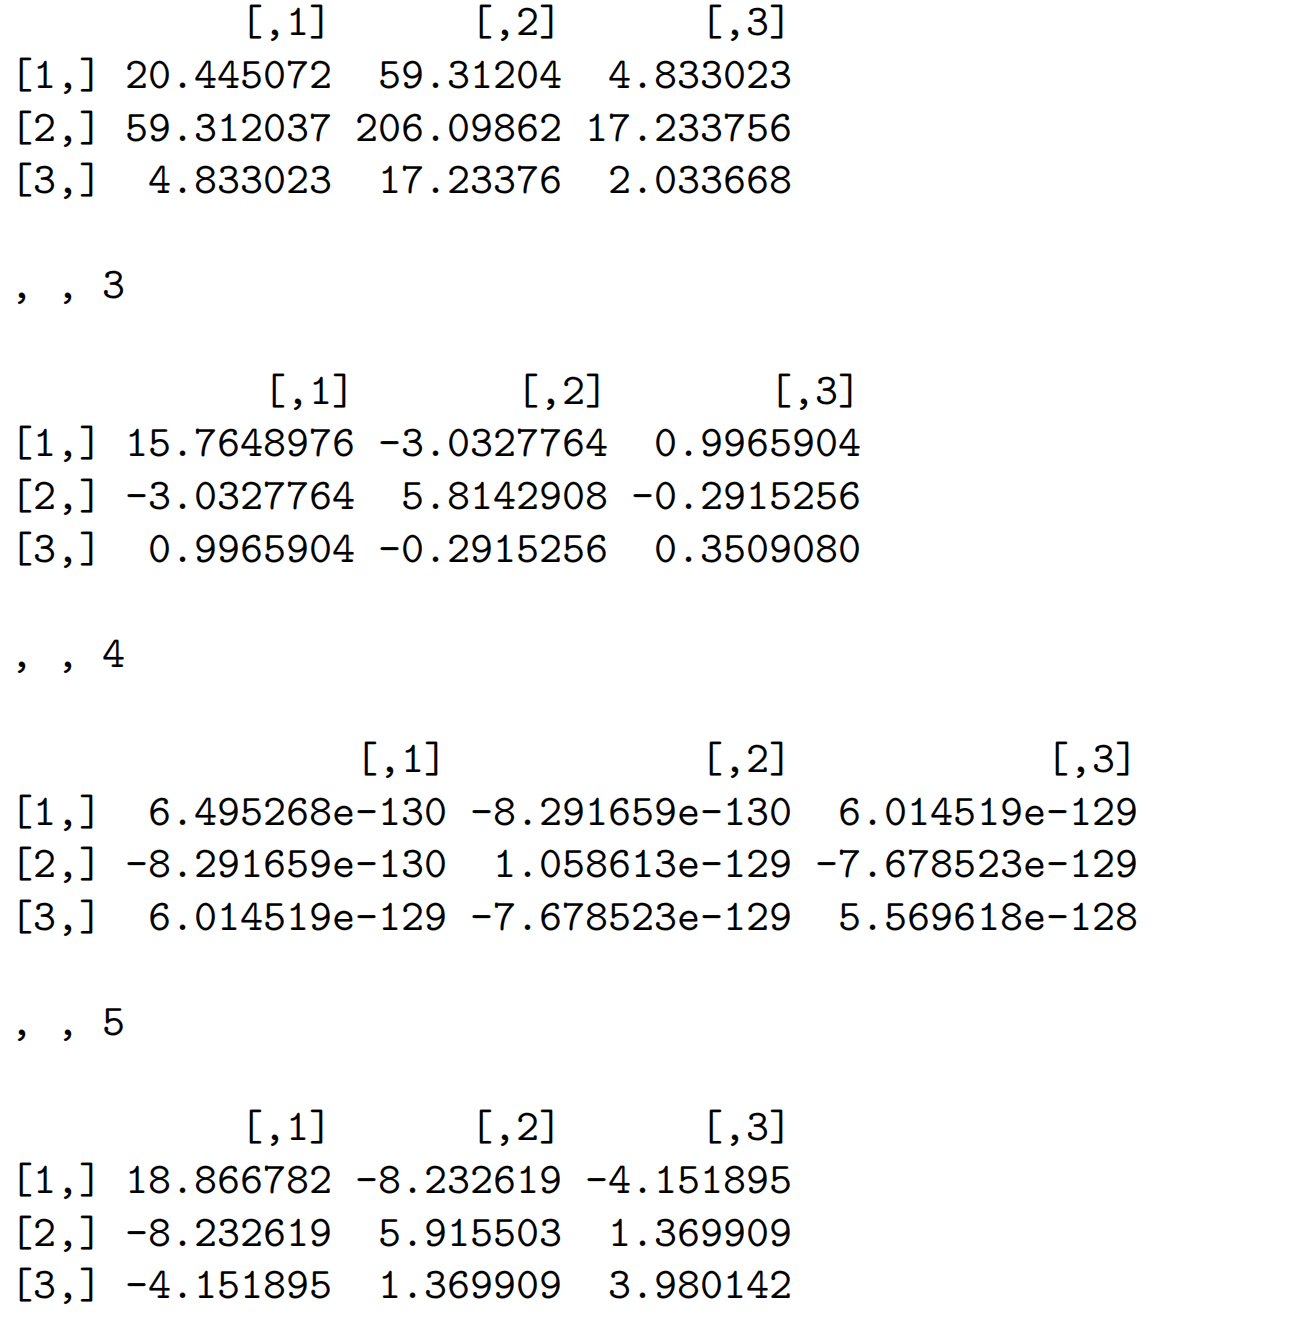 [,1]      [,2]      [,3]
[1,] 20.445072  59.31204  4.833023
[2,] 59.312037 206.09862 17.233756
[3,]  4.833023  17.23376  2.033668
, , 3
           [,1]       [,2]       [,3]
[1,] 15.7648976 -3.0327764  0.9965904
[2,] -3.0327764  5.8142908 -0.2915256
[3,]  0.9965904 -0.2915256  0.3509080
, , 4
               [,1]           [,2]           [,3]
[1,]  6.495268e-130 -8.291659e-130  6.014519e-129
[2,] -8.291659e-130  1.058613e-129 -7.678523e-129
[3,]  6.014519e-129 -7.678523e-129  5.569618e-128
, , 5
          [,1]      [,2]      [,3]
[1,] 18.866782 -8.232619 -4.151895
[2,] -8.232619  5.915503  1.369909
[3,] -4.151895  1.369909  3.980142